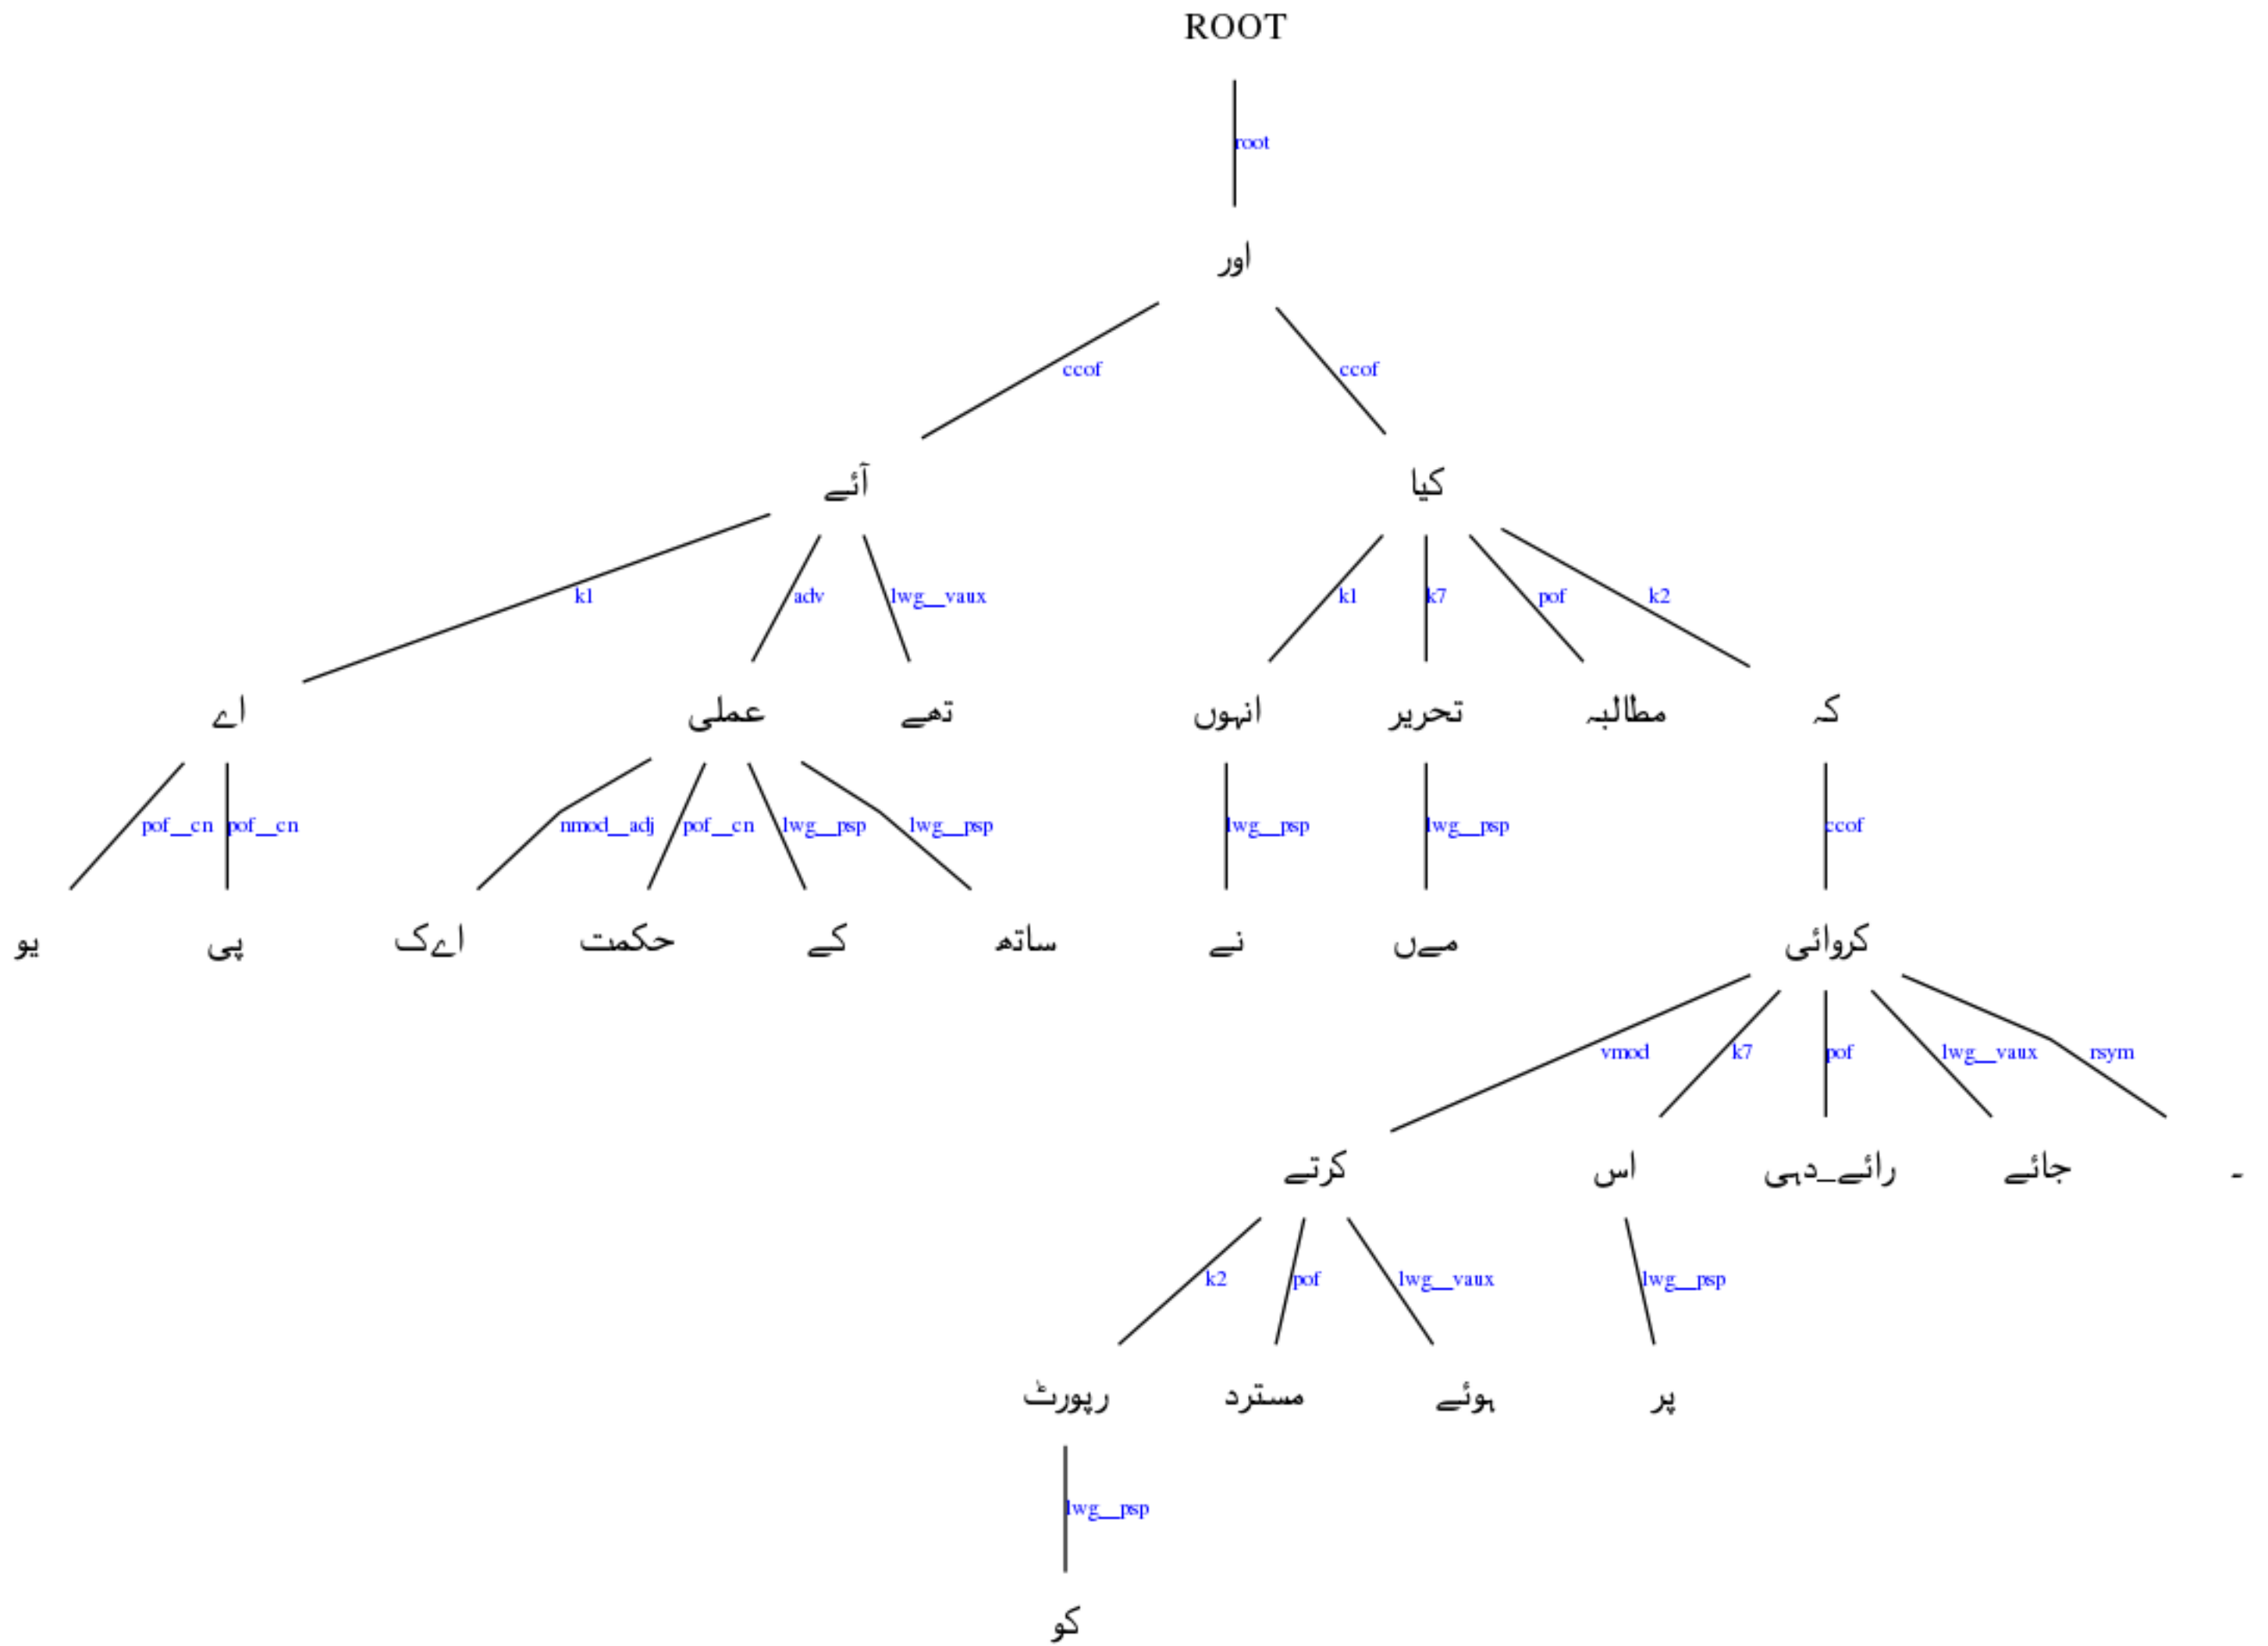 ROOT
root
اور
ccof ccof
آئے کیا
k1 adv lwg__vaux k1 k7 pof k2
اے عملی تھے انہوں تحریر مطالبہ کہ
pof__cn pof__cn nmod__adj pof__cn lwg__psp lwg__psp lwg__psp lwg__psp ccof
یو پی اےک حکمت کے ساتھ نے مےں کروائی
vmod k7 pof lwg__vaux rsym
کرتے اس رائے_دہی جائے ۔
k2 pof lwg__vaux lwg__psp
رپورٹ مسترد ہوئے پر
lwg__psp
کو